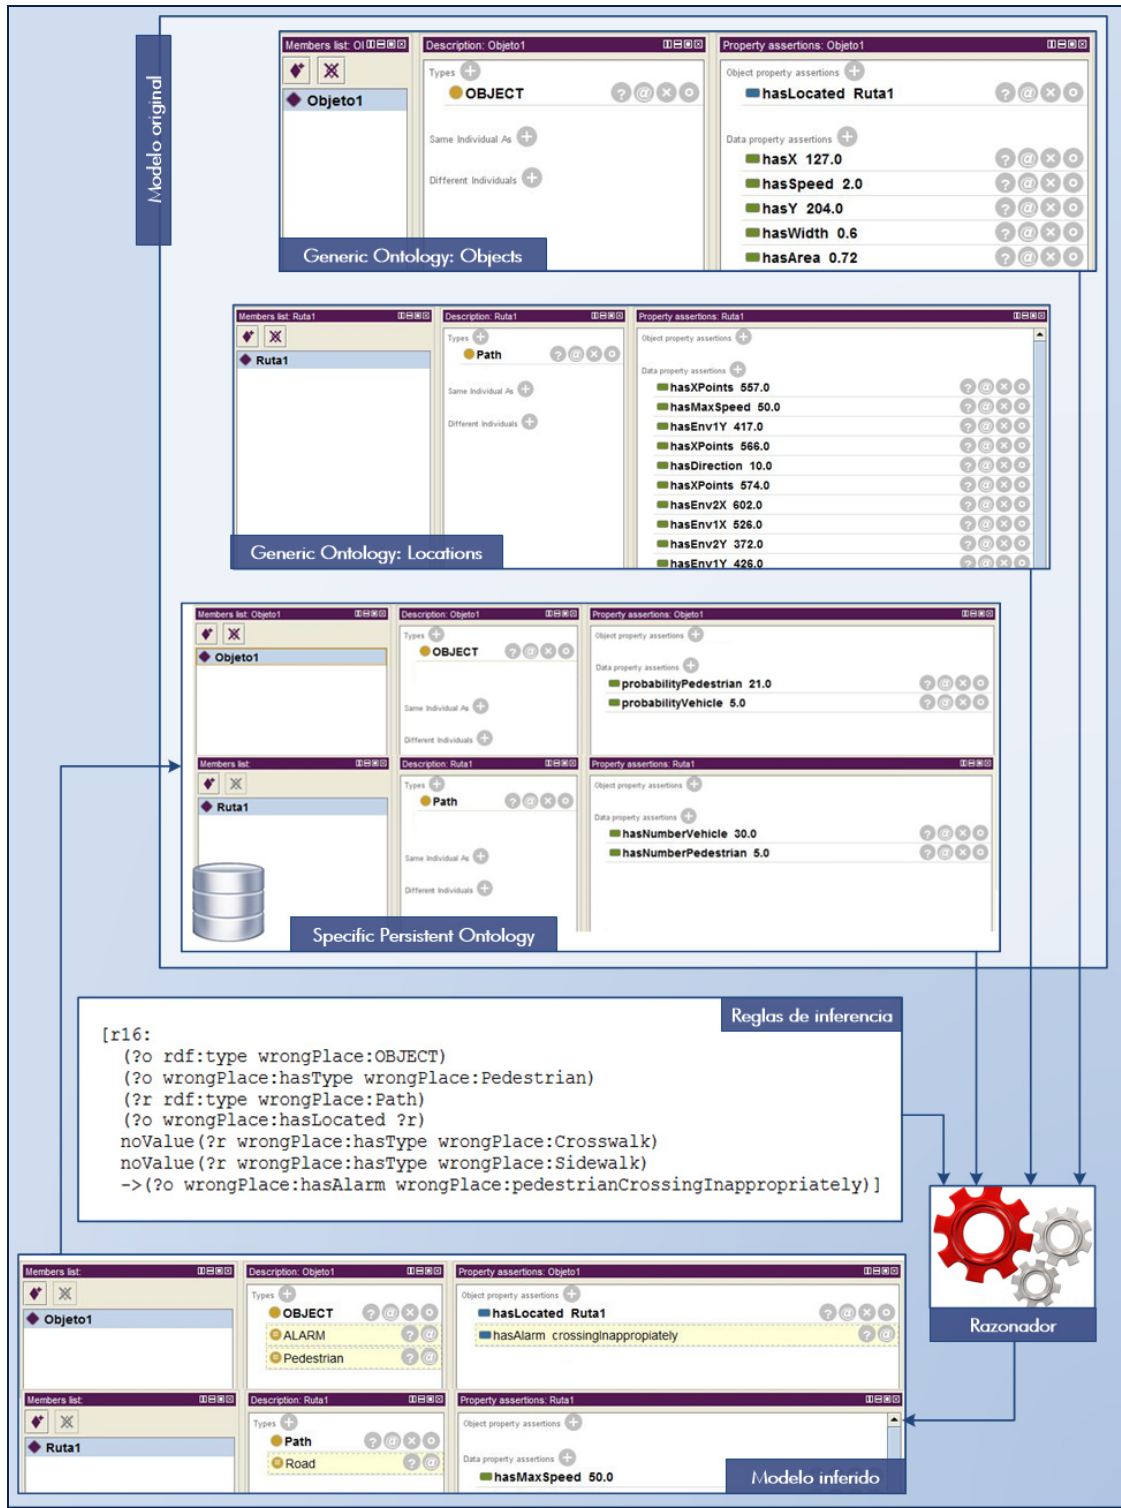 Modelo original
Members list: Ol
Objeto1
Description: Objeto1
Types
OBJECT
Same Individual As
Different Individuals
Property assertions: Objeto1
Object property assertions
hasLocated Ruta1
Data property assertions
hasX 127.0
hasSpeed 2.0
hasY 204.0
hasWidth 0.6
hasArea 0.72
Generic Ontology: Objects
Members list: Ruta1
Ruta1
Description: Ruta1
Types
Path
Same Individual As
Different Individuals
Property assertions: Ruta1
Object property assertions
Data property assertions
hasXPoints 557.0
hasMaxSpeed 50.0
hasEnv1Y 417.0
hasXPoints 566.0
hasDirection 10.0
hasXPoints 574.0
hasEnv2X 602.0
hasEnv1X 526.0
hasEnv2Y 372.0
hasEnv1Y 426.0
Generic Ontology: Locations
Members list: Objeto1
Objeto1
Description: Objeto1
Types
OBJECT
Same Individual As
Different Individuals
Property assertions: Objeto1
Object property assertions
Data property assertions
probabilityPedestrian 21.0
probabilityVehicle 5.0
Members list:
Ruta1
Description: Ruta1
Types
Path
Same Individual As
Different Individuals
Property assertions: Ruta1
Object property assertions
Data property assertions
hasNumberVehicle 30.0
hasNumberPedestrian 5.0
Specific Persistent Ontology
Reglas de inferencia
[r16:
(?o rdf:type wrongPlace:OBJECT)
(?o wrongPlace:hasType wrongPlace:Pedestrian)
(?r rdf:type wrongPlace:Path)
(?o wrongPlace:hasLocated ?r)
noValue(?r wrongPlace:hasType wrongPlace:Crosswalk)
noValue(?r wrongPlace:hasType wrongPlace:Sidewalk)
->(?o wrongPlace:hasAlarm wrongPlace:pedestrianCrossingInappropriately)]
Razonador
Members list:
Objeto1
Description: Objeto1
Types
OBJECT
ALARM
Pedestrian
Property assertions: Objeto1
Object property assertions
hasLocated Ruta1
hasAlarm crossingInappropiately
Members list:
Ruta1
Description: Ruta1
Types
Path
Road
Property assertions: Ruta1
Object property assertions
Data property assertions
hasMaxSpeed 50.0
Modelo inferido